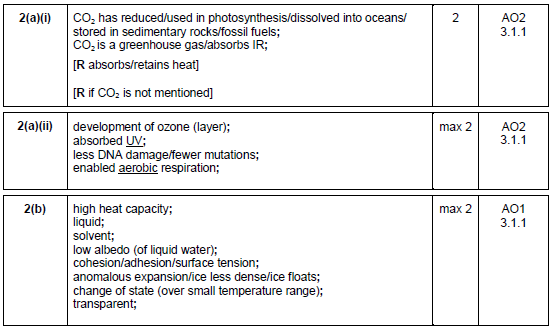 2(a)(i) CO₂ has reduced/used in photosynthesis/dissolved into oceans/ 2 AO2
stored in sedimentary rocks/fossil fuels; 3.1.1
CO₂ is a greenhouse gas/absorbs IR;
[R absorbs/retains heat]
[R if CO₂ is not mentioned]
2(a)(ii) development of ozone (layer); max 2 AO2
absorbed UV; 3.1.1
less DNA damage/fewer mutations;
enabled aerobic respiration;
2(b) high heat capacity; max 2 AO1
liquid; 3.1.1
solvent;
low albedo (of liquid water);
cohesion/adhesion/surface tension;
anomalous expansion/ice less dense/ice floats;
change of state (over small temperature range);
transparent;